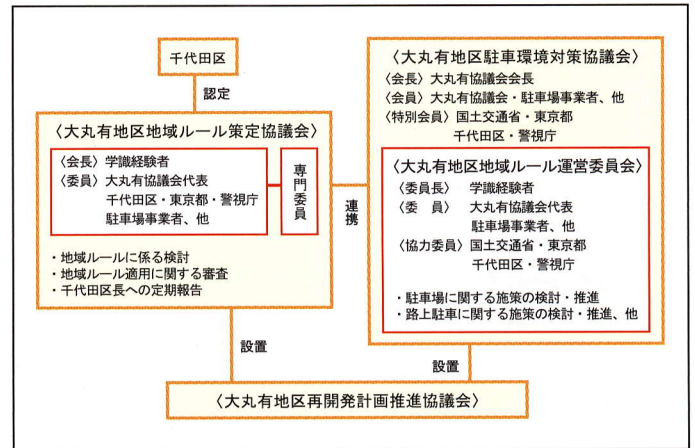 千代田区
認定
〈大丸有地区地域ルール策定協議会〉
〈会長〉学識経験者
〈委員〉大丸有協議会代表
千代田区・東京都・警視庁
駐車場事業者、他
専門委員
・地域ルールに係る検討
・地域ルール適用に関する審査
・千代田区長への定期報告
連携
〈大丸有地区駐車環境対策協議会〉
〈会長〉大丸有協議会会長
〈会員〉大丸有協議会・駐車場事業者、他
〈特別会員〉国土交通省・東京都
千代田区・警視庁
〈大丸有地区地域ルール運営委員会〉
〈委員長〉 学識経験者
〈委　員〉 大丸有協議会代表
駐車場事業者、他
〈協力委員〉国土交通省・東京都
千代田区・警視庁
・駐車場に関する施策の検討・推進
・路上駐車に関する施策の検討・推進、他
設置
設置
〈大丸有地区再開発計画推進協議会〉